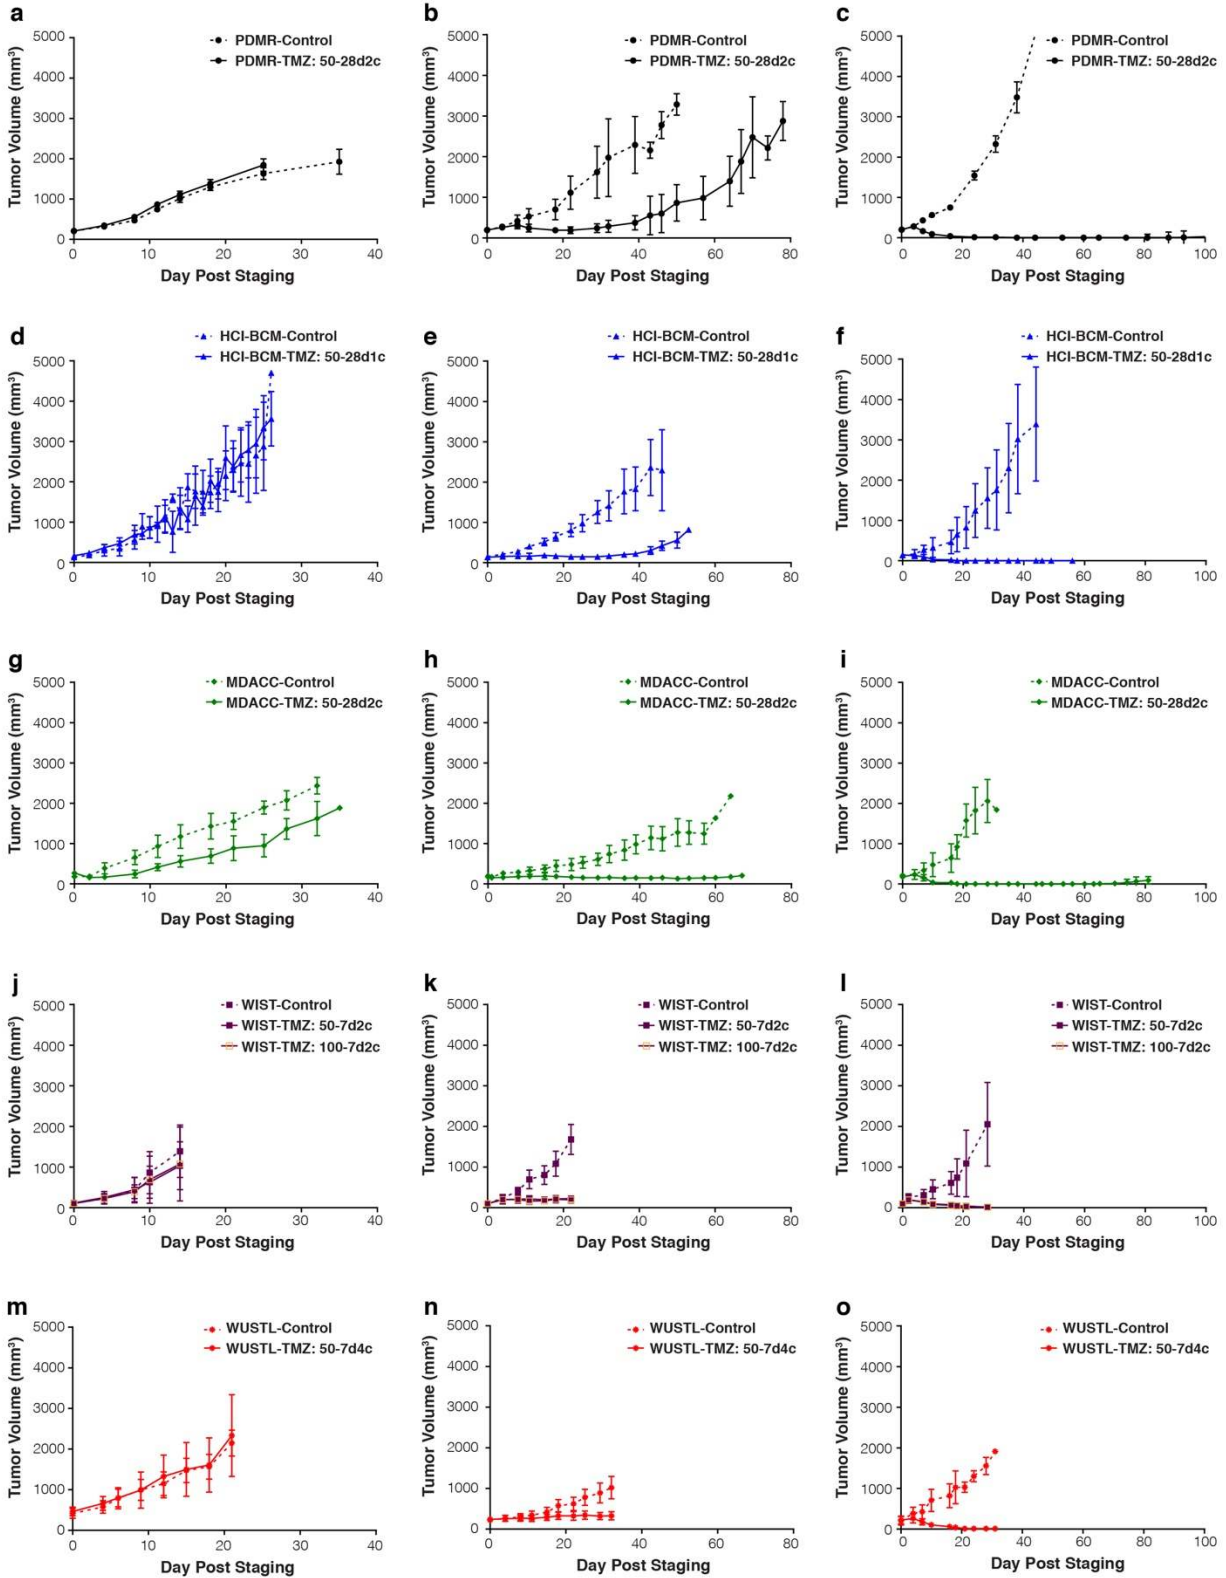 a
PDMR-Control
PDMR-TMZ: 50-28d2c
Tumor Volume (mm³)
5000
4000
3000
2000
1000
0
0 10 20 30 40
Day Post Staging
b
PDMR-Control
PDMR-TMZ: 50-28d2c
Tumor Volume (mm³)
5000
4000
3000
2000
1000
0
0 20 40 60 80
Day Post Staging
c
PDMR-Control
PDMR-TMZ: 50-28d2c
Tumor Volume (mm³)
5000
4000
3000
2000
1000
0
0 20 40 60 80 100
Day Post Staging
d
HCI-BCM-Control
HCI-BCM-TMZ: 50-28d1c
Tumor Volume (mm³)
5000
4000
3000
2000
1000
0
0 10 20 30 40
Day Post Staging
e
HCI-BCM-Control
HCI-BCM-TMZ: 50-28d1c
Tumor Volume (mm³)
5000
4000
3000
2000
1000
0
0 20 40 60 80
Day Post Staging
f
HCI-BCM-Control
HCI-BCM-TMZ: 50-28d1c
Tumor Volume (mm³)
5000
4000
3000
2000
1000
0
0 20 40 60 80 100
Day Post Staging
g
MDACC-Control
MDACC-TMZ: 50-28d2c
Tumor Volume (mm³)
5000
4000
3000
2000
1000
0
0 10 20 30 40
Day Post Staging
h
MDACC-Control
MDACC-TMZ: 50-28d2c
Tumor Volume (mm³)
5000
4000
3000
2000
1000
0
0 20 40 60 80
Day Post Staging
i
MDACC-Control
MDACC-TMZ: 50-28d2c
Tumor Volume (mm³)
5000
4000
3000
2000
1000
0
0 20 40 60 80 100
Day Post Staging
j
WIST-Control
WIST-TMZ: 50-7d2c
WIST-TMZ: 100-7d2c
Tumor Volume (mm³)
5000
4000
3000
2000
1000
0
0 10 20 30 40
Day Post Staging
k
WIST-Control
WIST-TMZ: 50-7d2c
WIST-TMZ: 100-7d2c
Tumor Volume (mm³)
5000
4000
3000
2000
1000
0
0 20 40 60 80
Day Post Staging
l
WIST-Control
WIST-TMZ: 50-7d2c
WIST-TMZ: 100-7d2c
Tumor Volume (mm³)
5000
4000
3000
2000
1000
0
0 20 40 60 80 100
Day Post Staging
m
WUSTL-Control
WUSTL-TMZ: 50-7d4c
Tumor Volume (mm³)
5000
4000
3000
2000
1000
0
0 10 20 30 40
Day Post Staging
n
WUSTL-Control
WUSTL-TMZ: 50-7d4c
Tumor Volume (mm³)
5000
4000
3000
2000
1000
0
0 20 40 60 80
Day Post Staging
o
WUSTL-Control
WUSTL-TMZ: 50-7d4c
Tumor Volume (mm³)
5000
4000
3000
2000
1000
0
0 20 40 60 80 100
Day Post Staging